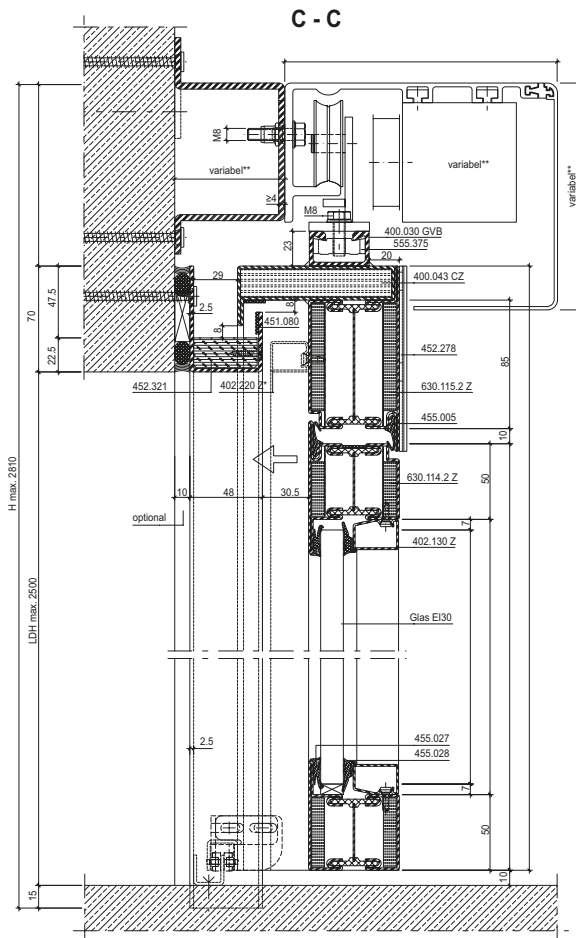 C - C
M8
variabel**
variabel**
variabel**
≥4
M8
400.030 GVB
555.375
23
20
29
400.043 CZ
47.5
70
2.5
8
8
451.080
22.5
452.278
85
452.321
402.220 Z*
630.115.2 Z
455.005
10
H max. 2810
10
48
30.5
50
630.114.2 Z
optional
7
402.130 Z
LDH max. 2500
Glas EI30
2.5
455.027
455.028
7
50
15
10